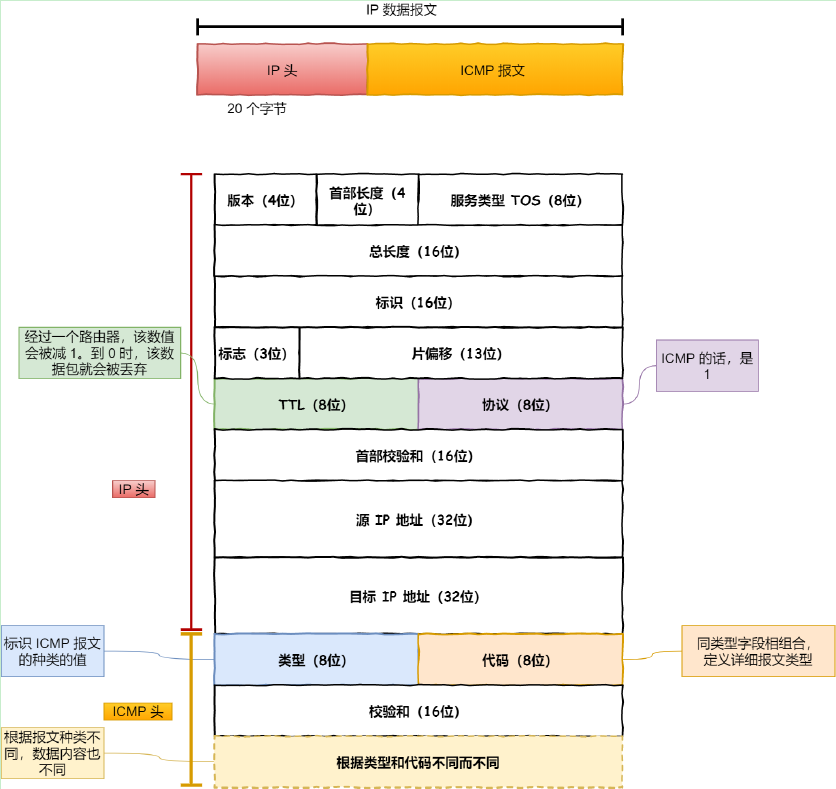 IP 数据报文
IP 头
ICMP 报文
20 个字节
版本（4位）
首部长度（4
位）
服务类型 TOS（8位）
总长度（16位）
标识（16位）
经过一个路由器，该数值
会被减 1。到 0 时，该数
据包就会被丢弃
标志（3位）
片偏移（13位）
ICMP 的话，是
1
TTL（8位）
协议（8位）
首部校验和（16位）
IP 头
源 IP 地址（32位）
目标 IP 地址（32位）
标识 ICMP 报文
的种类的值
类型（8位）
代码（8位）
同类型字段相组合，
定义详细报文类型
ICMP 头
校验和（16位）
根据报文种类不
同，数据内容也
不同
根据类型和代码不同而不同